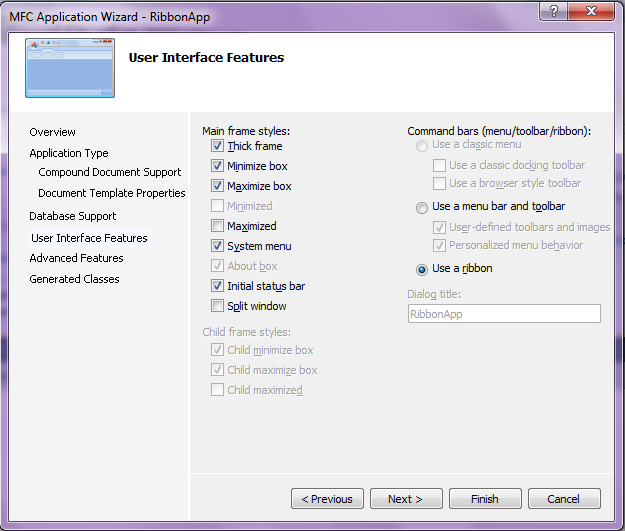 MFC Application Wizard - RibbonApp
?
User Interface Features
Overview
Application Type
Compound Document Support
Document Template Properties
Database Support
User Interface Features
Advanced Features
Generated Classes
Main frame styles:
Thick frame
Minimize box
Maximize box
Minimized
Maximized
System menu
About box
Initial status bar
Split window
Child frame styles:
Child minimize box
Child maximize box
Child maximized
Command bars (menu/toolbar/ribbon):
Use a classic menu
Use a classic docking toolbar
Use a browser style toolbar
Use a menu bar and toolbar
User-defined toolbars and images
Personalized menu behavior
Use a ribbon
Dialog title:
RibbonApp
< Previous
Next >
Finish
Cancel